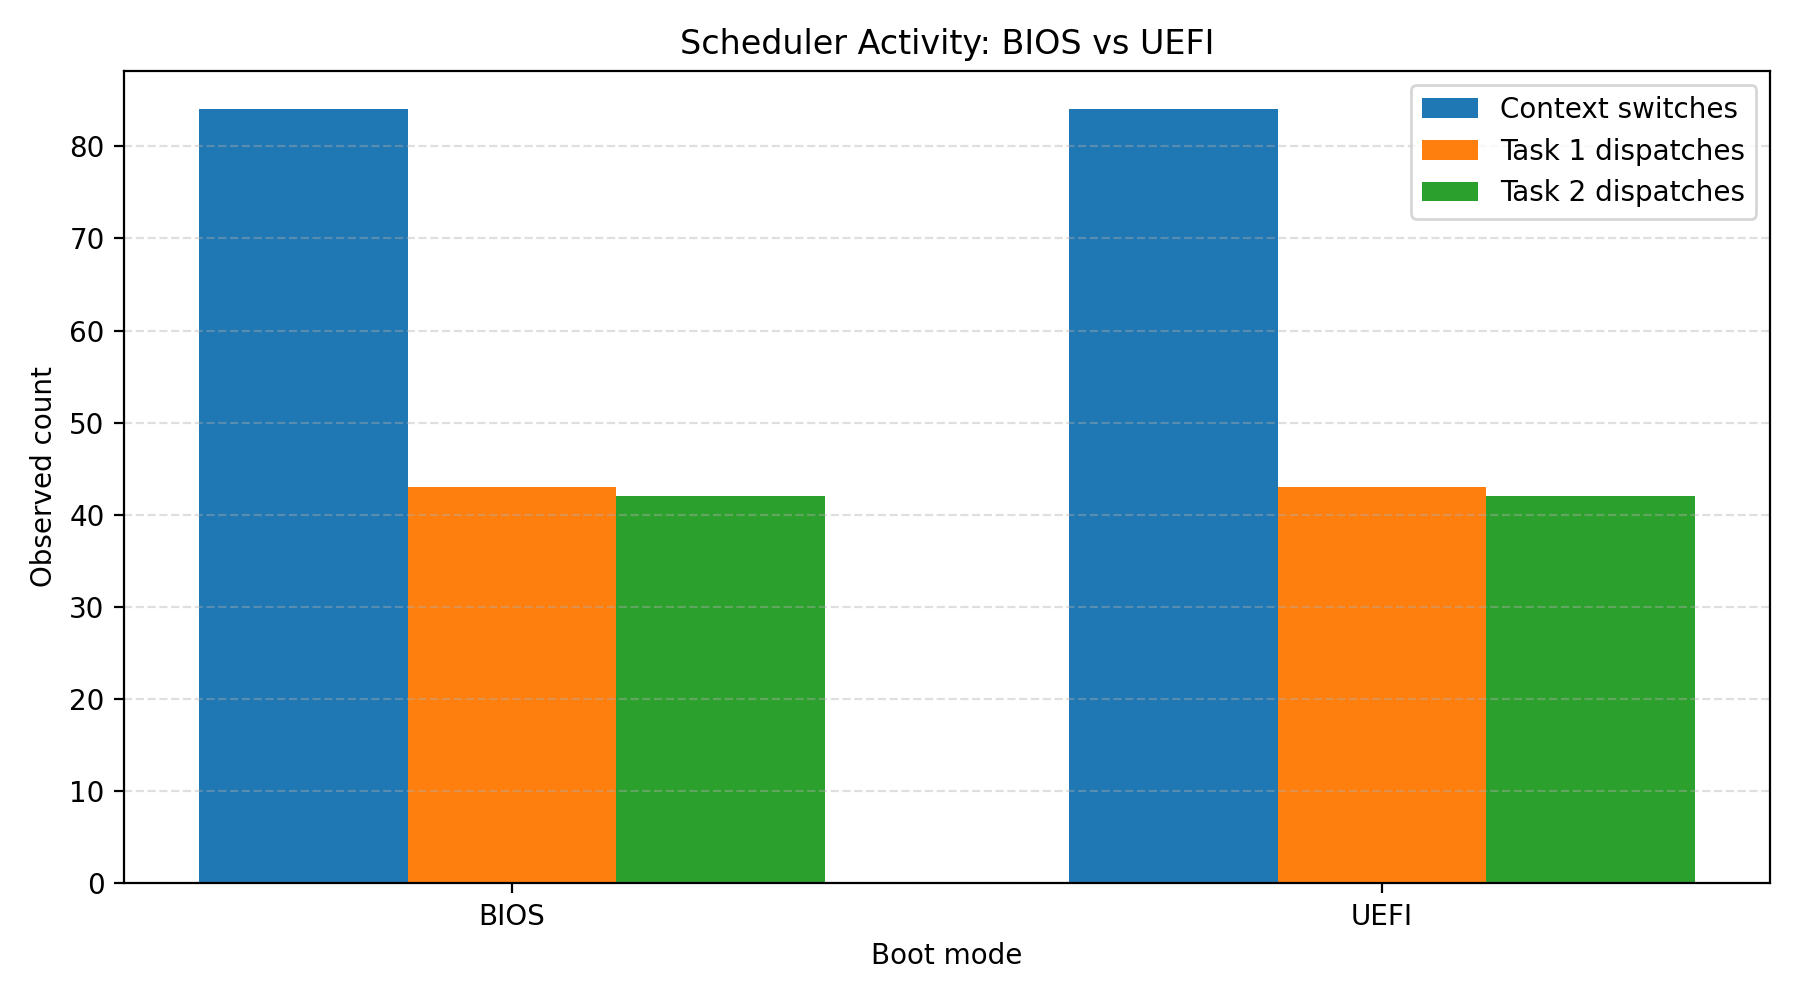 Scheduler Activity: BIOS vs UEFI
Context switches
Task 1 dispatches
Task 2 dispatches
Observed count
80
70
60
50
40
30
20
10
0
BIOS
UEFI
Boot mode